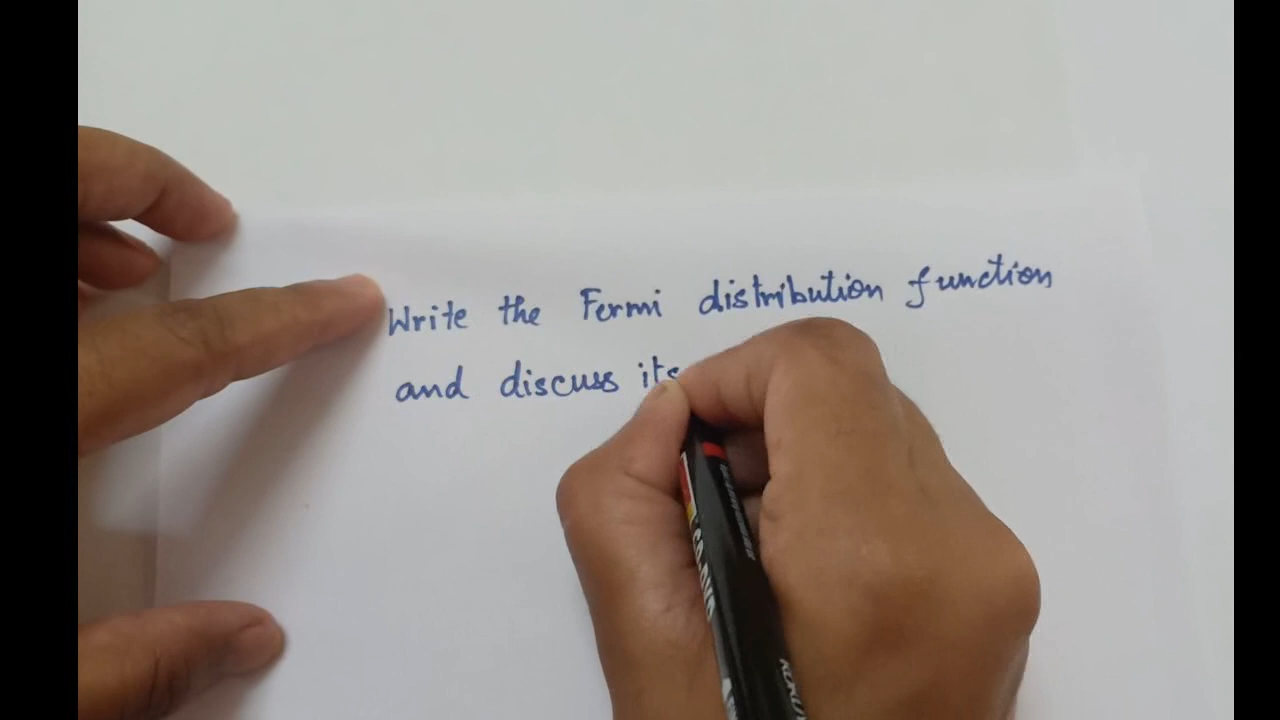 Write the Fermi distribution function
and discuss its